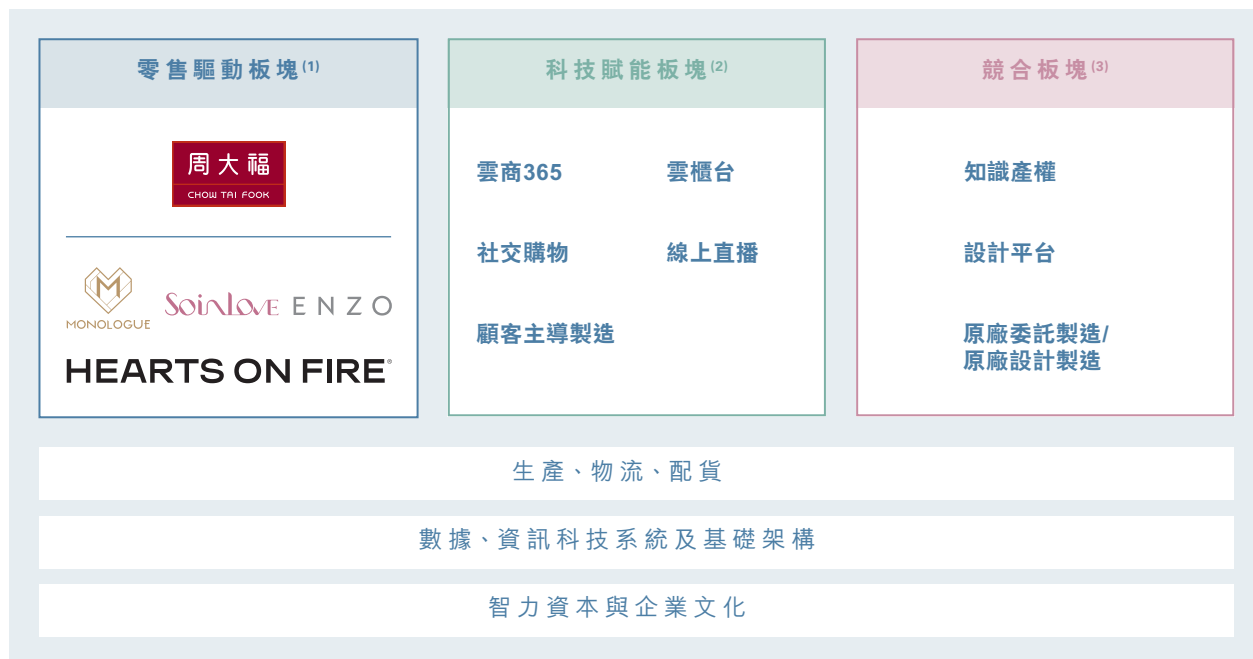 零售驅動板塊(1)
周大福
CHOW TAI FOOK
MONOLOGUE
SOINLOVE
ENZO
HEARTS ON FIRE®
科技賦能板塊(2)
雲商365
雲櫃台
社交購物
線上直播
顧客主導製造
競合板塊(3)
知識產權
設計平台
原廠委託製造/
原廠設計製造
生產、物流、配貨
數據、資訊科技系統及基礎架構
智力資本與企業文化